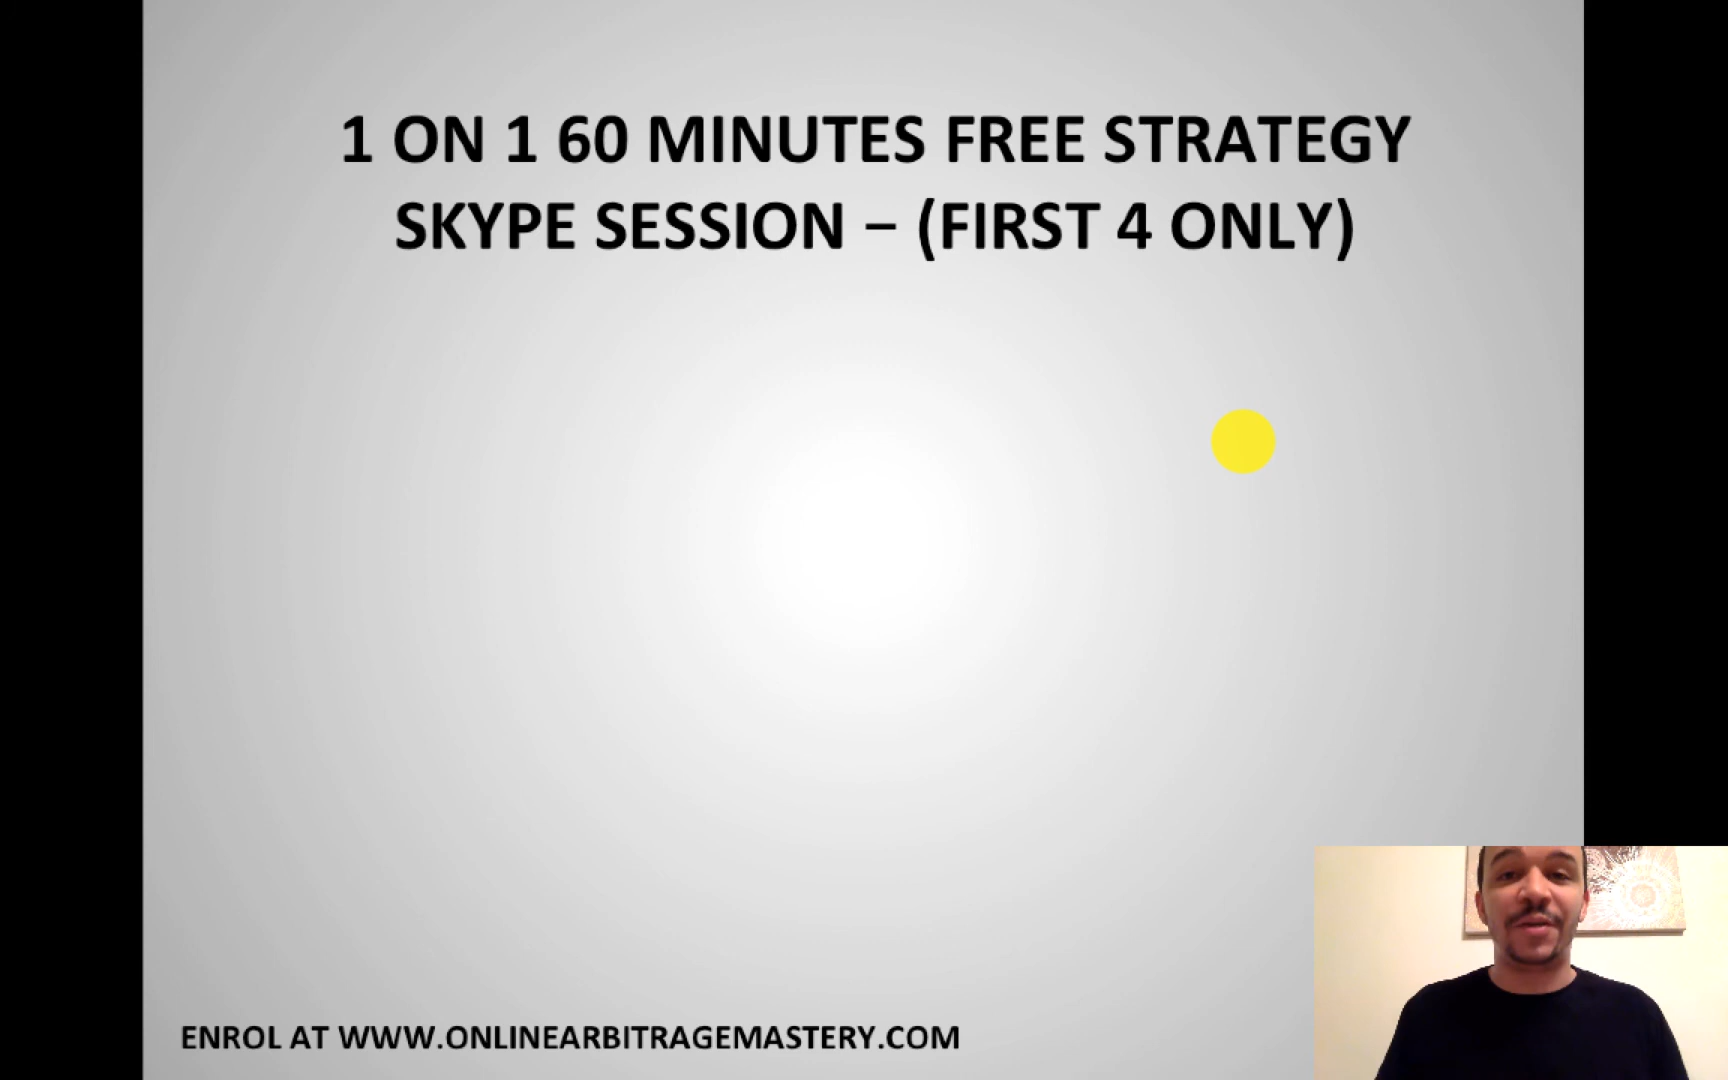 1 ON 1 60 MINUTES FREE STRATEGY
SKYPE SESSION – (FIRST 4 ONLY)
ENROL AT WWW.ONLINEARBITRAGEMASTERY.COM